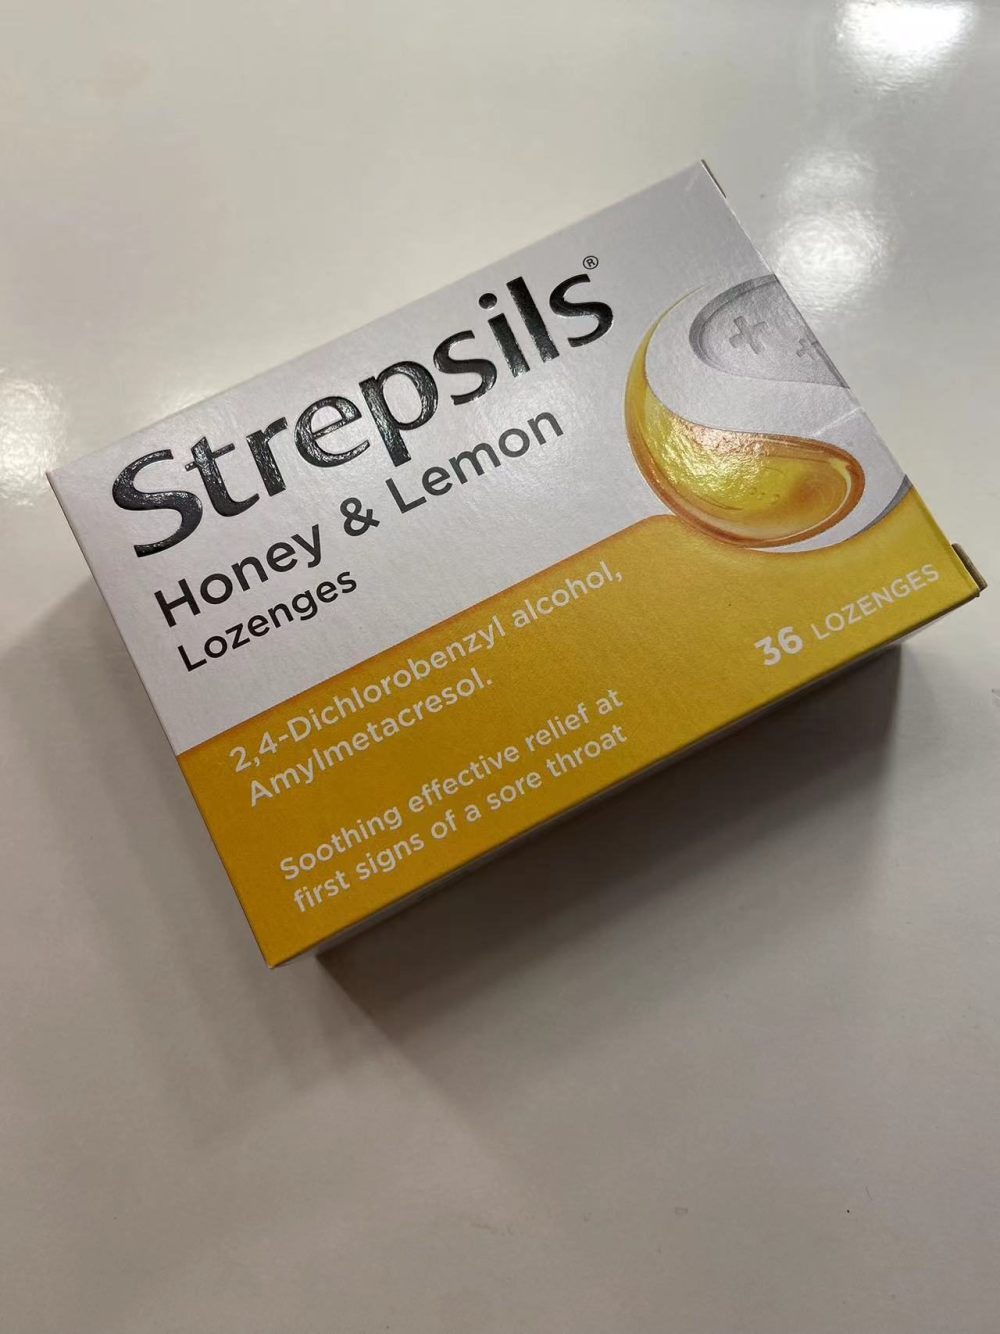 Strepsils®
Honey & Lemon
Lozenges
2,4-Dichlorobenzyl alcohol,
Amylmetacresol.
36 LOZENGES
Soothing effective relief at
first signs of a sore throat